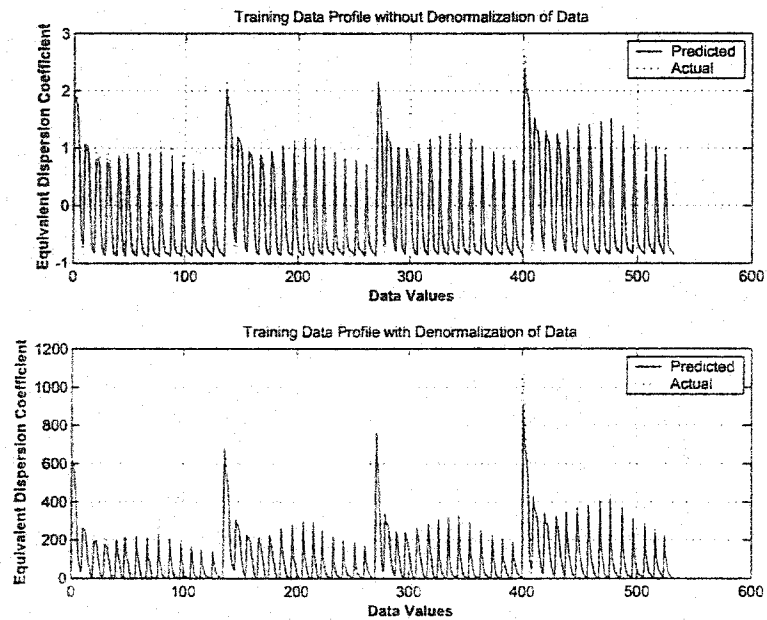 Training Data Profile without Denormalization of Data
3
2
1
0
-1
Equivalent Dispersion Coefficient
Predicted
Actual
0 100 200 300 400 500 600
Data Values
Training Data Profile with Denormalization of Data
1200
1000
800
600
400
200
0
Equivalent Dispersion Coefficient
Predicted
Actual
0 100 200 300 400 500 600
Data Values